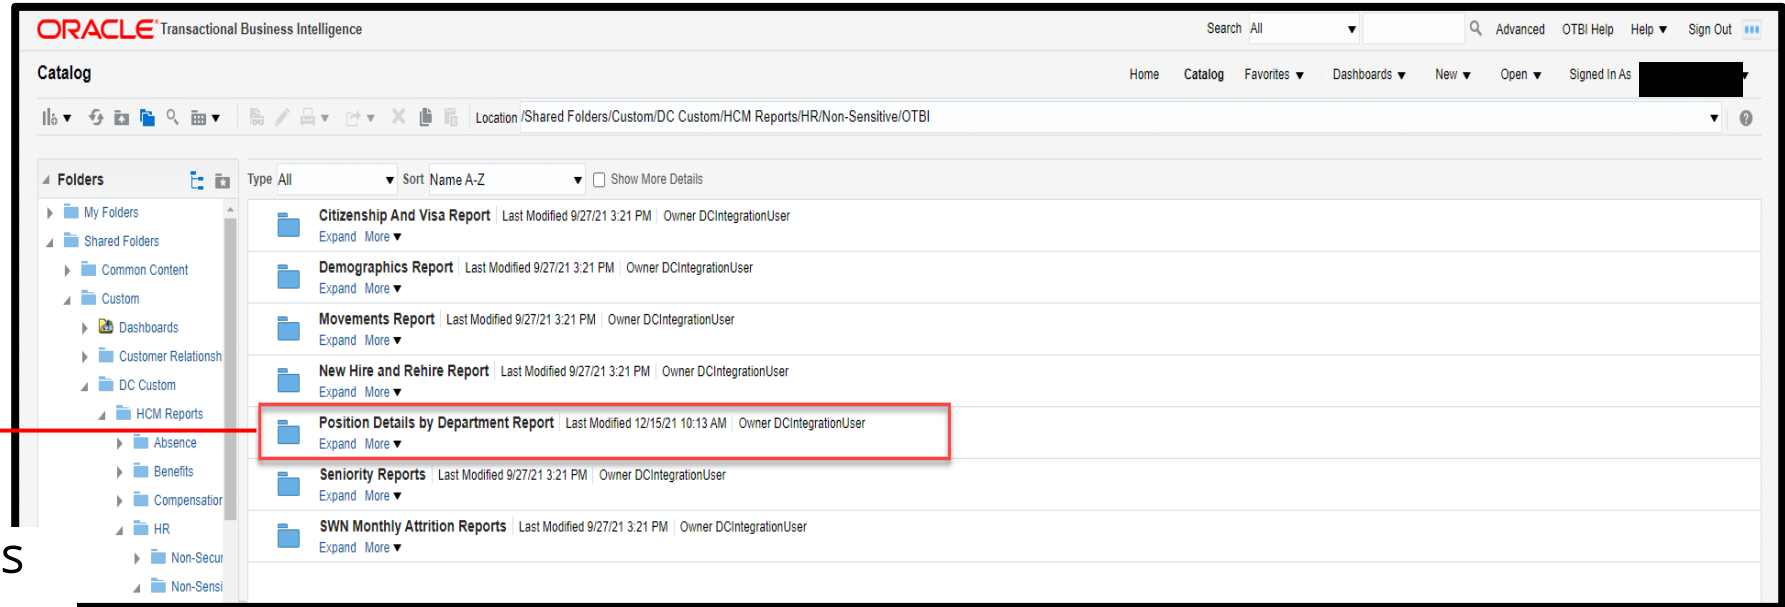 ORACLE Transactional Business Intelligence Search All Advanced OTBI Help Help Sign Out
Catalog Home Catalog Favorites Dashboards New Open Signed In As
Location /Shared Folders/Custom/DC Custom/HCM Reports/HR/Non-Sensitive/OTBI
Folders
My Folders
Shared Folders
Common Content
Custom
Dashboards
Customer Relationsh
DC Custom
HCM Reports
Absence
Benefits
Compensation
HR
Non-Secur
Non-Sensi
Type All Sort Name A-Z Show More Details
Citizenship And Visa Report Last Modified 9/27/21 3:21 PM Owner DCIntegrationUser
Expand More
Demographics Report Last Modified 9/27/21 3:21 PM Owner DCIntegrationUser
Expand More
Movements Report Last Modified 9/27/21 3:21 PM Owner DCIntegrationUser
Expand More
New Hire and Rehire Report Last Modified 9/27/21 3:21 PM Owner DCIntegrationUser
Expand More
Position Details by Department Report Last Modified 12/15/21 10:13 AM Owner DCIntegrationUser
Expand More
Seniority Reports Last Modified 9/27/21 3:21 PM Owner DCIntegrationUser
Expand More
SWN Monthly Attrition Reports Last Modified 9/27/21 3:21 PM Owner DCIntegrationUser
Expand More
s